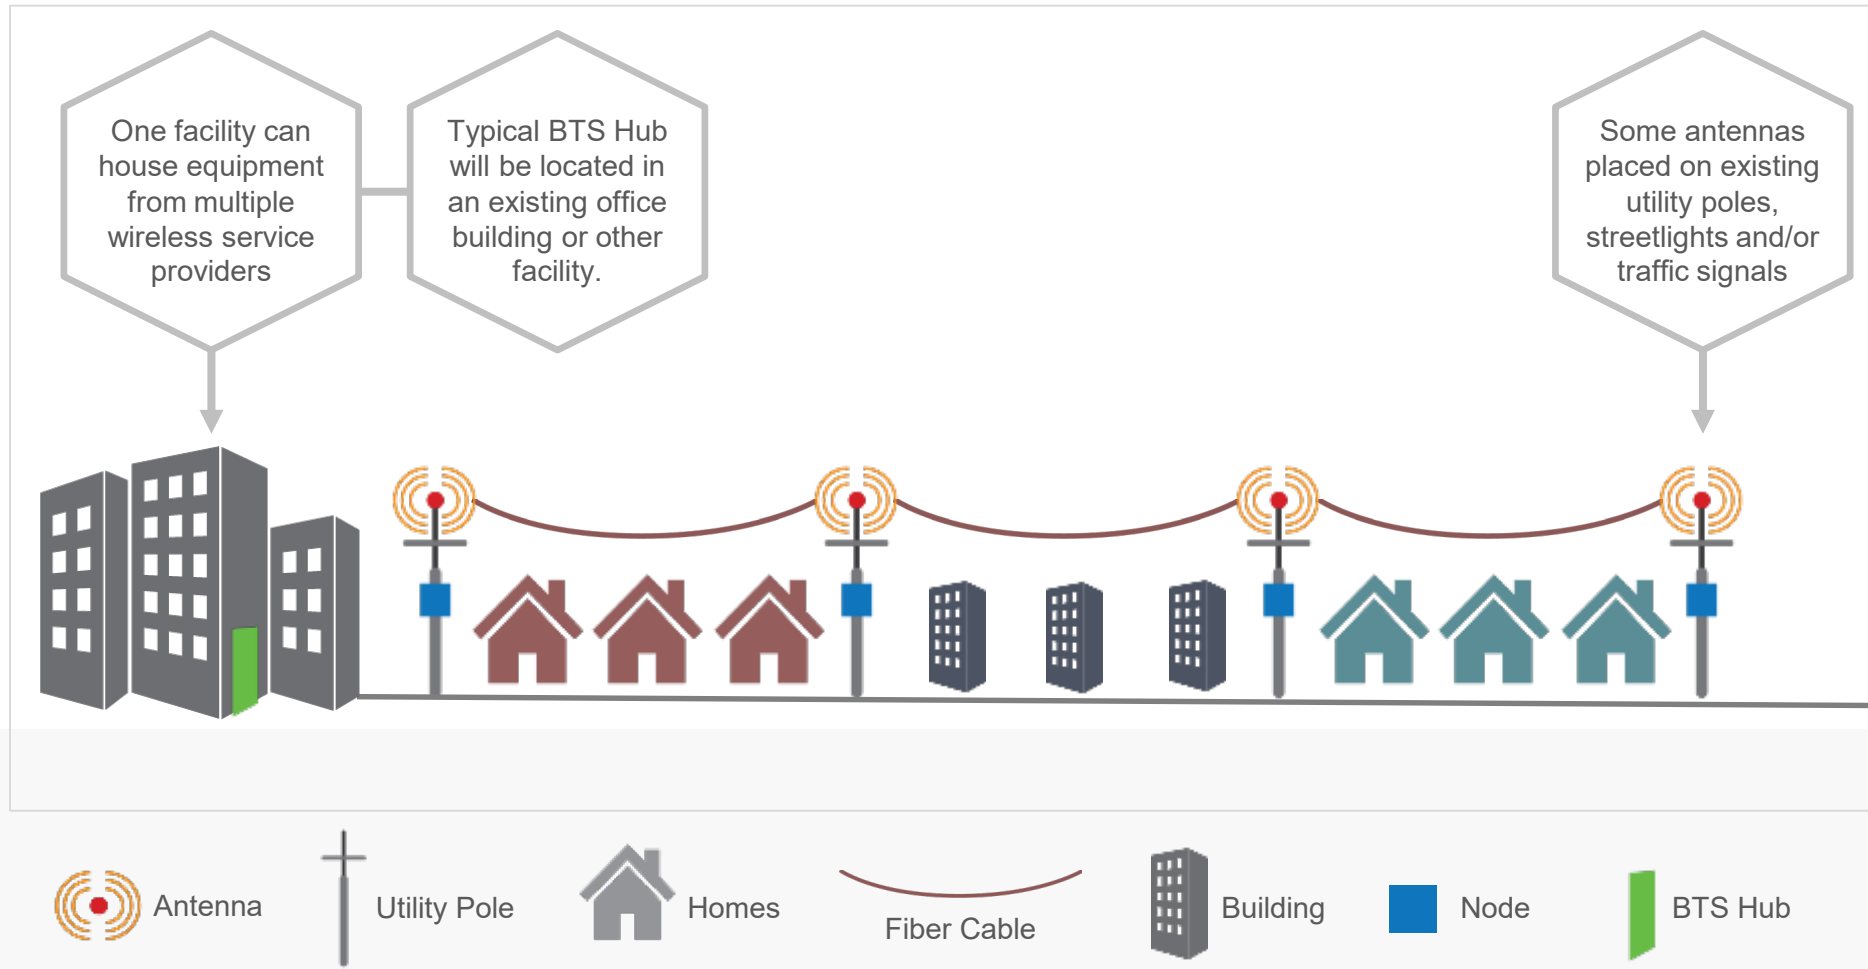 One facility can
house equipment
from multiple
wireless service
providers
Typical BTS Hub
will be located in
an existing office
building or other
facility.
Some antennas
placed on existing
utility poles,
streetlights and/or
traffic signals
Antenna
Utility Pole
Homes
Fiber Cable
Building
Node
BTS Hub